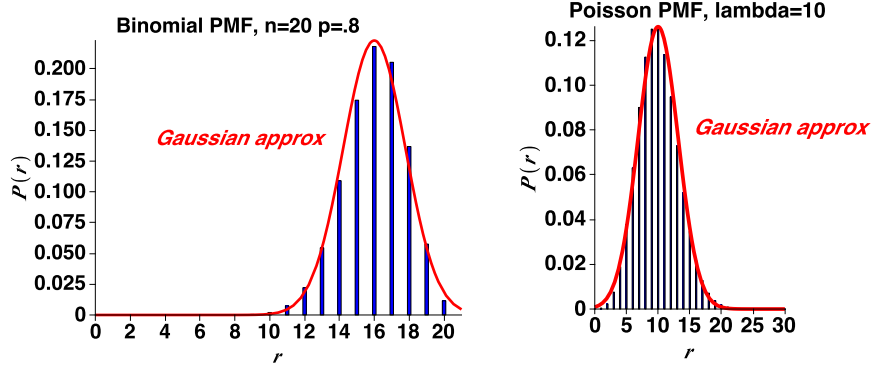 Binomial PMF, n=20 p=.8
0.200
0.175
0.150
0.125
0.100
0.075
0.050
0.025
0
P(r)
Gaussian approx
0 2 4 6 8 10 12 14 16 18 20
r
Poisson PMF, lambda=10
0.12
0.10
0.08
0.06
0.04
0.02
0
P(r)
Gaussian approx
0 5 10 15 20 25 30
r